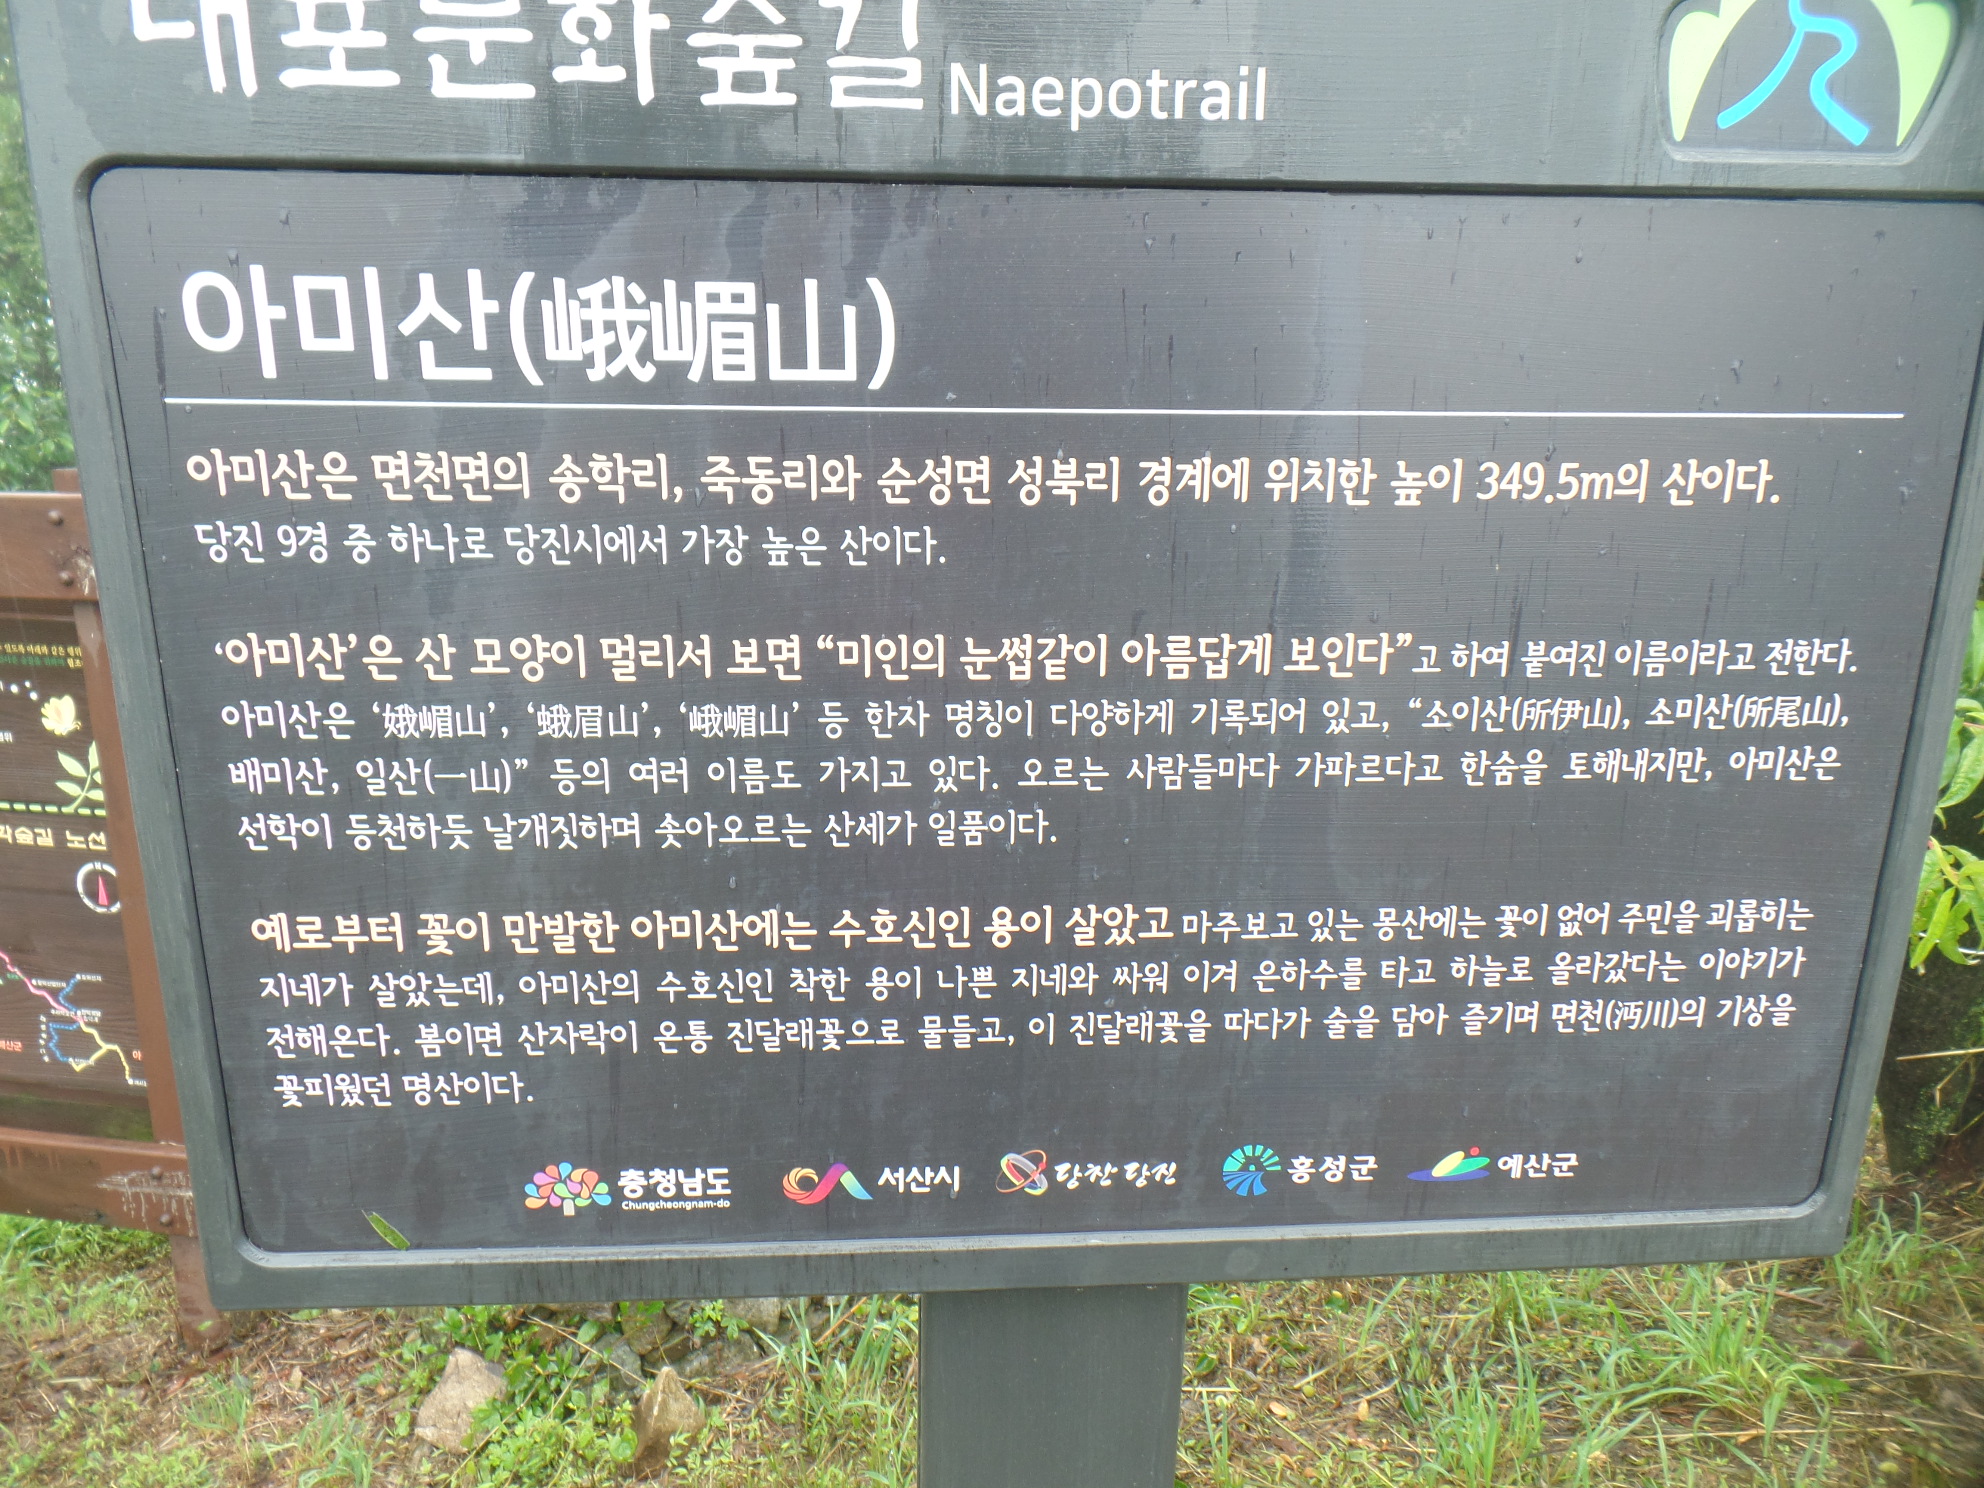 내포문화숲길 Naepotrail
아미산(峨嵋山)
아미산은 면천면의 송학리, 죽동리와 순성면 성북리 경계에 위치한 높이 349.5m의 산이다.
당진 9경 중 하나로 당진시에서 가장 높은 산이다.
‘아미산’은 산 모양이 멀리서 보면 “미인의 눈썹같이 아름답게 보인다”고 하여 붙여진 이름이라고 전한다.
아미산은 ‘娥嵋山’, ‘蛾眉山’, ‘峨嵋山’ 등 한자 명칭이 다양하게 기록되어 있고, “소이산(所伊山), 소미산(所尾山),
배미산, 일산(一山)” 등의 여러 이름도 가지고 있다. 오르는 사람들마다 가파르다고 한숨을 토해내지만, 아미산은
선학이 등천하듯 날개짓하며 솟아오르는 산세가 일품이다.
예로부터 꽃이 만발한 아미산에는 수호신인 용이 살았고 마주보고 있는 몽산에는 꽃이 없어 주민을 괴롭히는
지네가 살았는데, 아미산의 수호신인 착한 용이 나쁜 지네와 싸워 이겨 은하수를 타고 하늘로 올라갔다는 이야기가
전해온다. 봄이면 산자락이 온통 진달래꽃으로 물들고, 이 진달래꽃을 따다가 술을 담아 즐기며 면천(沔川)의 기상을
꽃피웠던 명산이다.
충청남도 서산시 당찬당진 홍성군 예산군
Chungcheongnam-do
숲길 노선